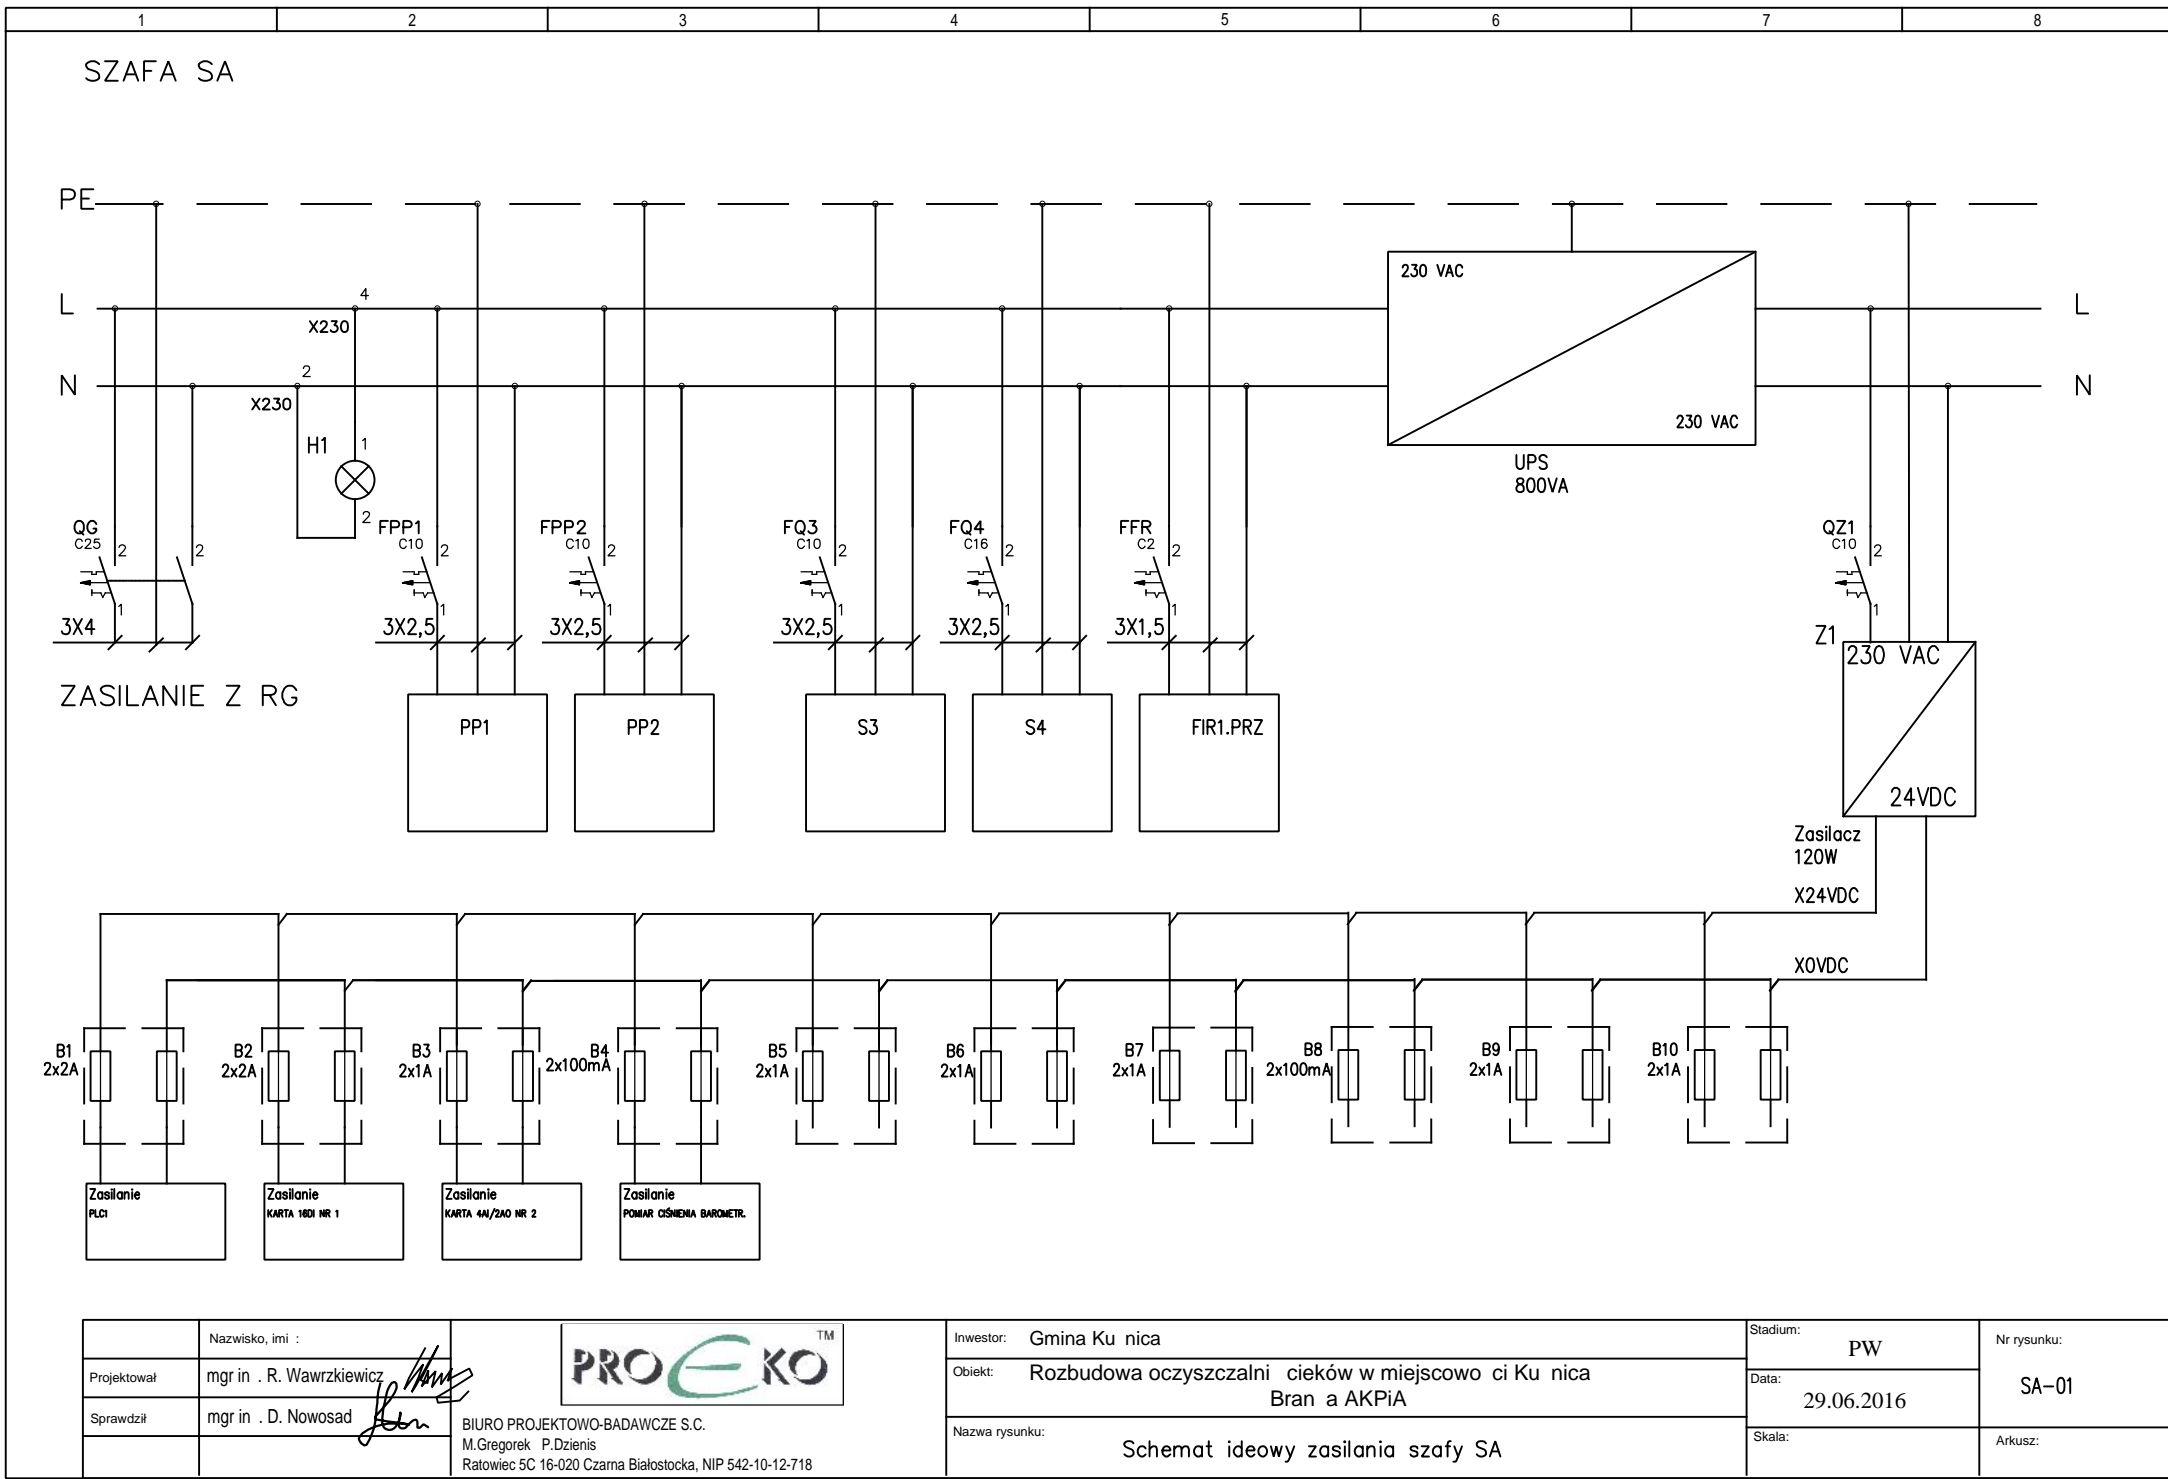 1 2 3 4 5 6 7 8
SZAFA SA
PE
L
4
X230
L
N
2
X230
N
230 VAC
230 VAC
UPS
800VA
H1
1
2
QG
C25
2
2
1
3X4
FPP1
C10
2
1
3X2,5
FPP2
C10
2
1
3X2,5
FQ3
C10
2
1
3X2,5
FQ4
C16
2
1
3X2,5
FFR
C2
2
1
3X1,5
QZ1
C10
2
1
Z1
230 VAC
24VDC
Zasilacz
120W
ZASILANIE Z RG
PP1
PP2
S3
S4
FIR1.PRZ
X24VDC
X0VDC
B1
2x2A
B2
2x2A
B3
2x1A
B4
2x100mA
B5
2x1A
B6
2x1A
B7
2x1A
B8
2x100mA
B9
2x1A
B10
2x1A
Zasilanie
PLC1
Zasilanie
KARTA 16DI NR 1
Zasilanie
KARTA 4AI/2AO NR 2
Zasilanie
POMIAR CIŚNIENIA BAROMETR.
Nazwisko, imi :
Projektował
mgr in . R. Wawrzkiewicz
Sprawdził
mgr in . D. Nowosad
PROEKO TM
BIURO PROJEKTOWO-BADAWCZE S.C.
M.Gregorek P.Dzienis
Ratowiec 5C 16-020 Czarna Białostocka, NIP 542-10-12-718
Inwestor: Gmina Ku nica
Obiekt: Rozbudowa oczyszczalni cieków w miejscowo ci Ku nica
Bran a AKPiA
Nazwa rysunku:
Schemat ideowy zasilania szafy SA
Stadium:
PW
Data:
29.06.2016
Skala:
Nr rysunku:
SA-01
Arkusz: